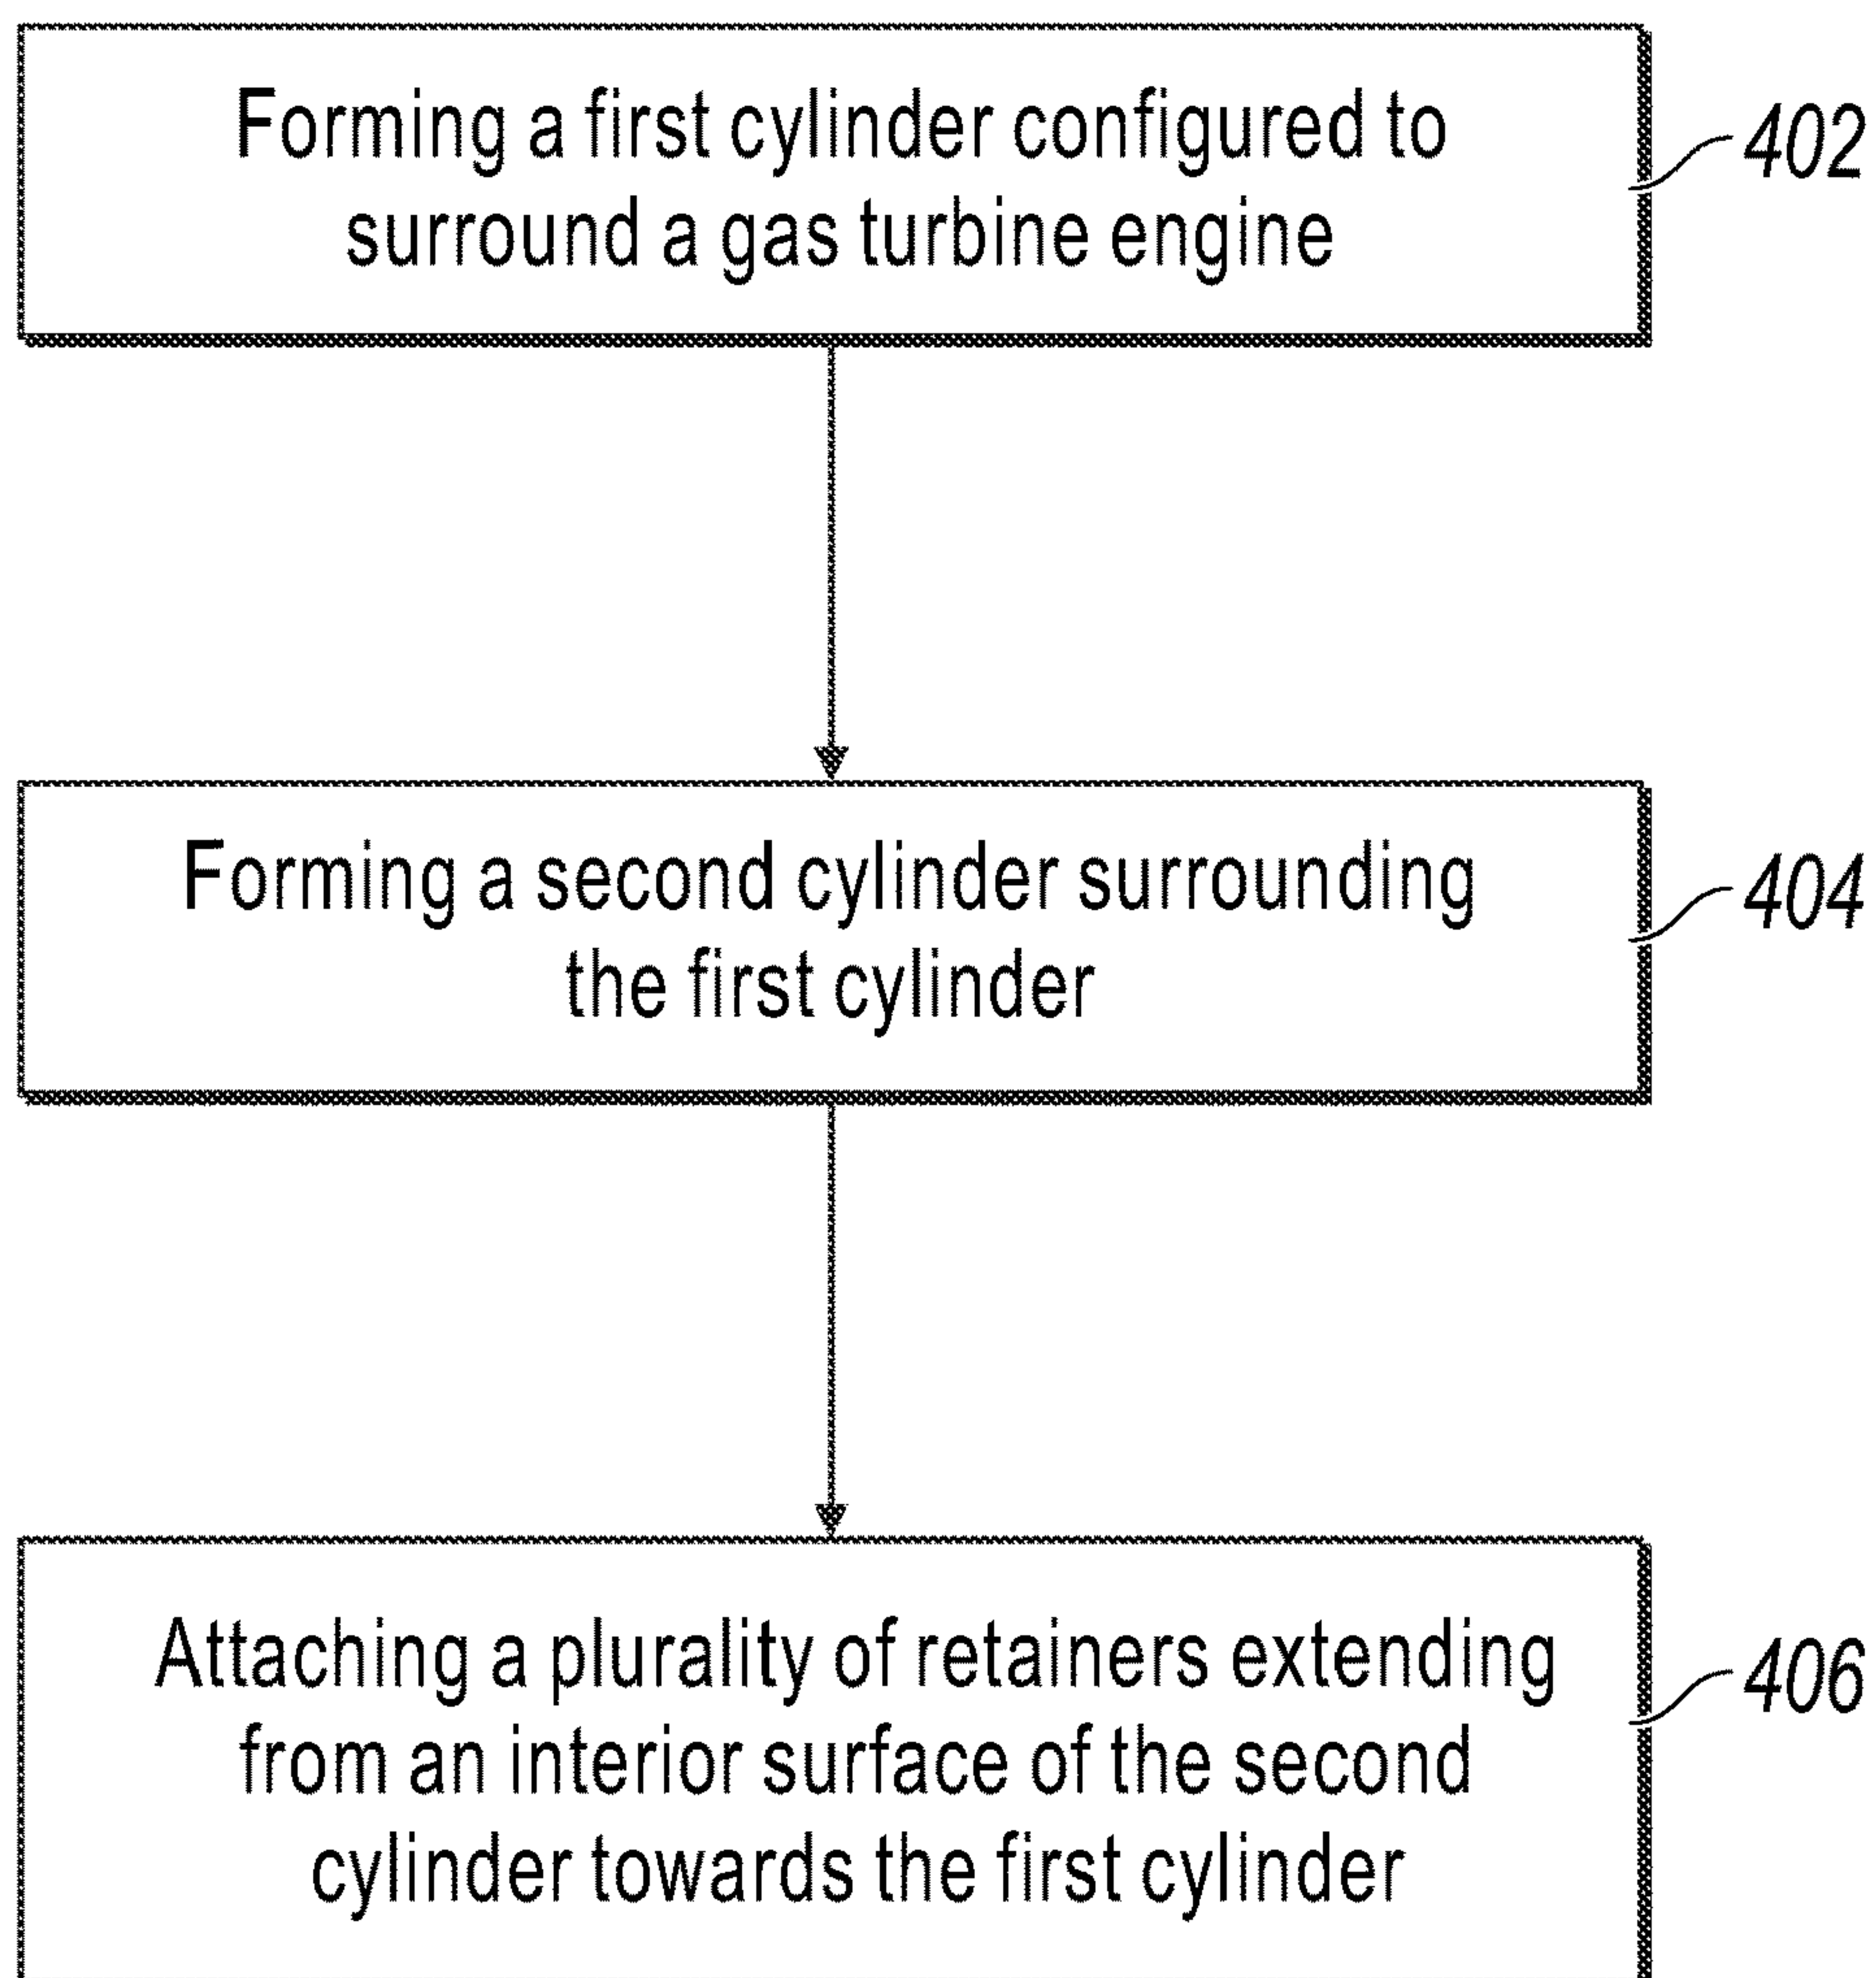 Forming a first cylinder configured to
surround a gas turbine engine
402
Forming a second cylinder surrounding
the first cylinder
404
Attaching a plurality of retainers extending
from an interior surface of the second
cylinder towards the first cylinder
406